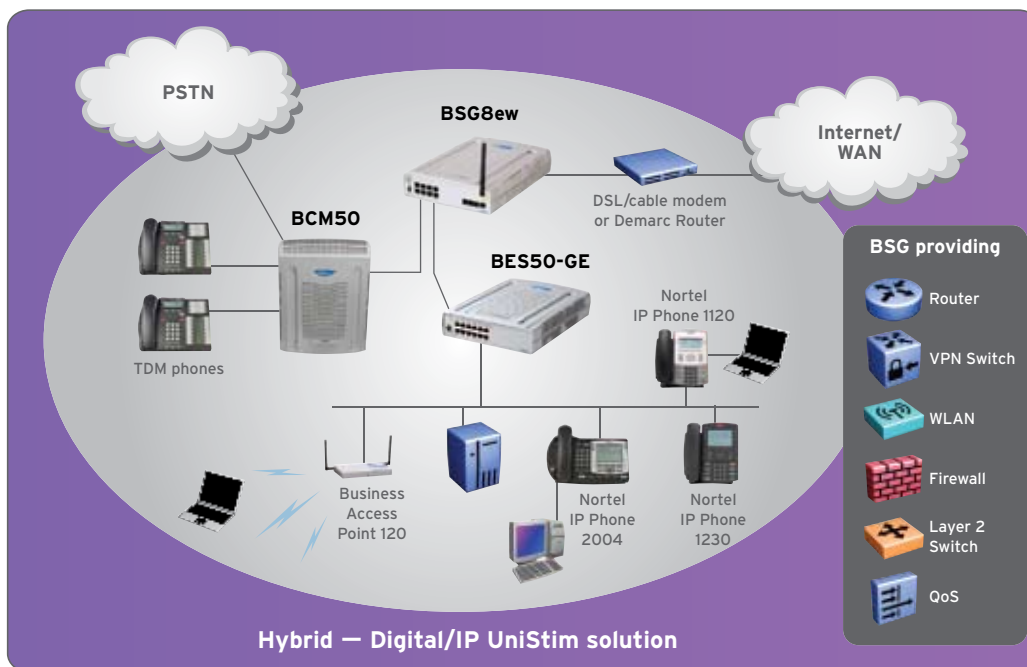 PSTN
BSG8ew
Internet/
WAN
DSL/cable modem
or Demarc Router
BCM50
BES50-GE
TDM phones
Nortel
IP Phone 1120
Business
Access
Point 120
Nortel
IP Phone
2004
Nortel
IP Phone
1230
BSG providing
Router
VPN Switch
WLAN
Firewall
Layer 2
Switch
QoS
Hybrid — Digital/IP UniStim solution